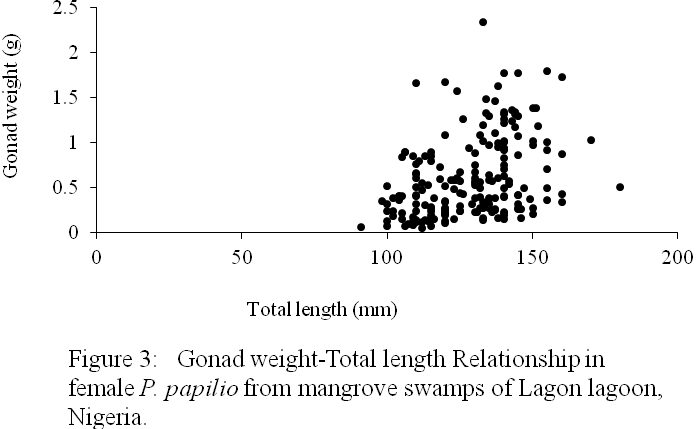 2.5
2
1.5
1
0.5
0
Gonad weight (g)
0 50 100 150 200
Total length (mm)
Figure 3: Gonad weight-Total length Relationship in
female P. papilio from mangrove swamps of Lagon lagoon,
Nigeria.